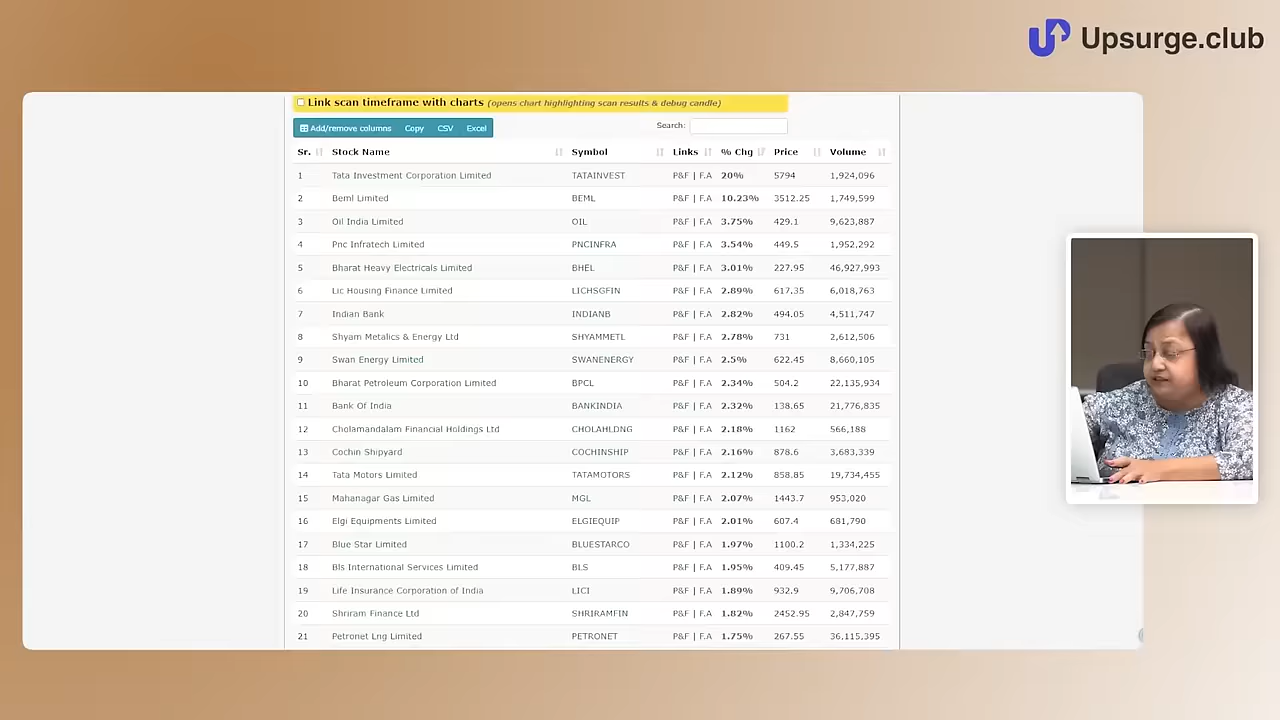 Upsurge.club
Link scan timeframe with charts (opens chart highlighting scan results & debug candle)
Add/remove columns Copy CSV Excel Search:
Sr. Stock Name Symbol Links % Chg Price Volume
1 Tata Investment Corporation Limited TATAINVEST P&F | F.A 20% 5794 1,924,096
2 Beml Limited BEML P&F | F.A 10.23% 3512.25 1,749,599
3 Oil India Limited OIL P&F | F.A 3.75% 429.1 9,623,887
4 Pnc Infratech Limited PNCINFRA P&F | F.A 3.54% 449.5 1,952,292
5 Bharat Heavy Electricals Limited BHEL P&F | F.A 3.01% 227.95 46,927,993
6 Lic Housing Finance Limited LICHSGFIN P&F | F.A 2.89% 617.35 6,018,763
7 Indian Bank INDIANB P&F | F.A 2.82% 494.05 4,511,747
8 Shyam Metalics & Energy Ltd SHYAMMETL P&F | F.A 2.78% 731 2,612,506
9 Swan Energy Limited SWANENERGY P&F | F.A 2.5% 622.45 8,660,105
10 Bharat Petroleum Corporation Limited BPCL P&F | F.A 2.34% 504.2 22,135,934
11 Bank Of India BANKINDIA P&F | F.A 2.32% 138.65 21,776,835
12 Cholamandalam Financial Holdings Ltd CHOLAHLDNG P&F | F.A 2.18% 1162 566,188
13 Cochin Shipyard COCHINSHIP P&F | F.A 2.16% 878.6 3,683,339
14 Tata Motors Limited TATAMOTORS P&F | F.A 2.12% 858.85 19,734,455
15 Mahanagar Gas Limited MGL P&F | F.A 2.07% 1443.7 953,020
16 Elgi Equipments Limited ELGIEQUIP P&F | F.A 2.01% 607.4 681,790
17 Blue Star Limited BLUESTARCO P&F | F.A 1.97% 1100.2 1,334,225
18 Bls International Services Limited BLS P&F | F.A 1.95% 409.45 5,177,887
19 Life Insurance Corporation of India LICI P&F | F.A 1.89% 932.9 9,706,708
20 Shriram Finance Ltd SHRIRAMFIN P&F | F.A 1.82% 2452.95 2,847,759
21 Petronet Lng Limited PETRONET P&F | F.A 1.75% 267.55 36,115,395